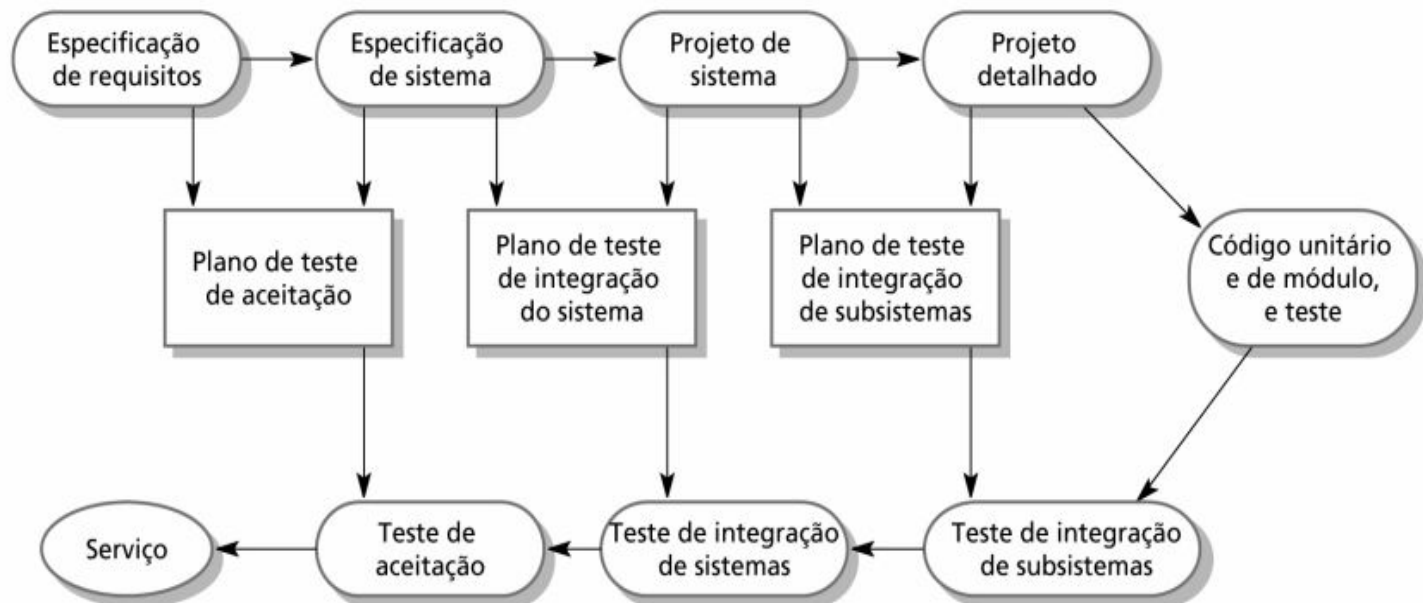 Especificação
de requisitos
Especificação
de sistema
Projeto de
sistema
Projeto
detalhado
Plano de teste
de aceitação
Plano de teste
de integração
do sistema
Plano de teste
de integração
de subsistemas
Código unitário
e de módulo,
e teste
Serviço
Teste de
aceitação
Teste de integração
de sistemas
Teste de integração
de subsistemas